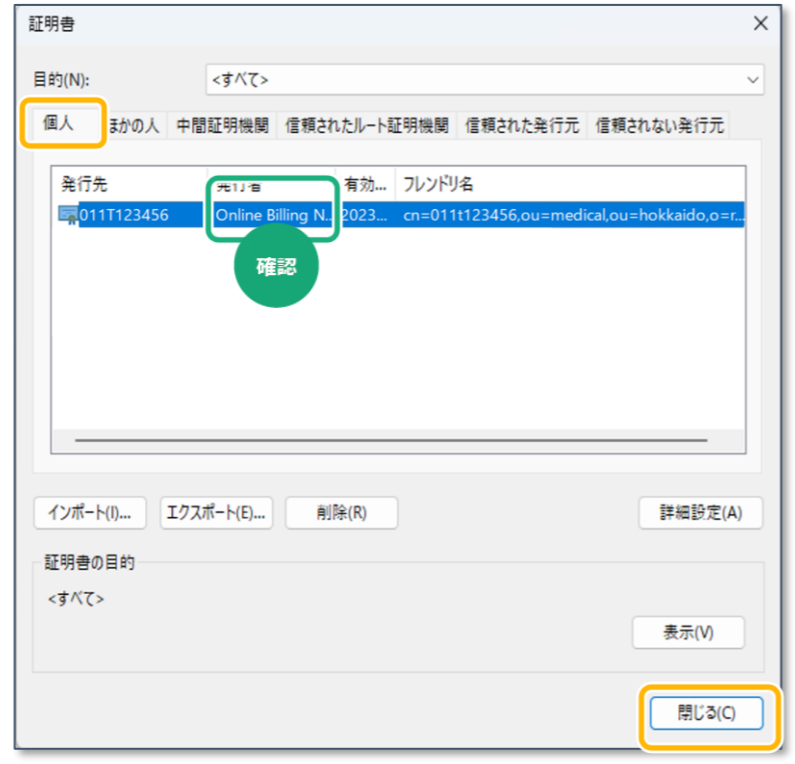 証明書
目的(N): <すべて>
個人 ほかの人 中間証明機関 信頼されたルート証明機関 信頼された発行元 信頼されない発行元
発行先 発行者 有効... フレンドリ名
011T123456 Online Billing N... 2023... cn=011t123456,ou=medical,ou=hokkaido,o=r...
確認
インポート(I)... エクスポート(E)... 削除(R) 詳細設定(A)
証明書の目的
<すべて>
表示(V)
閉じる(C)